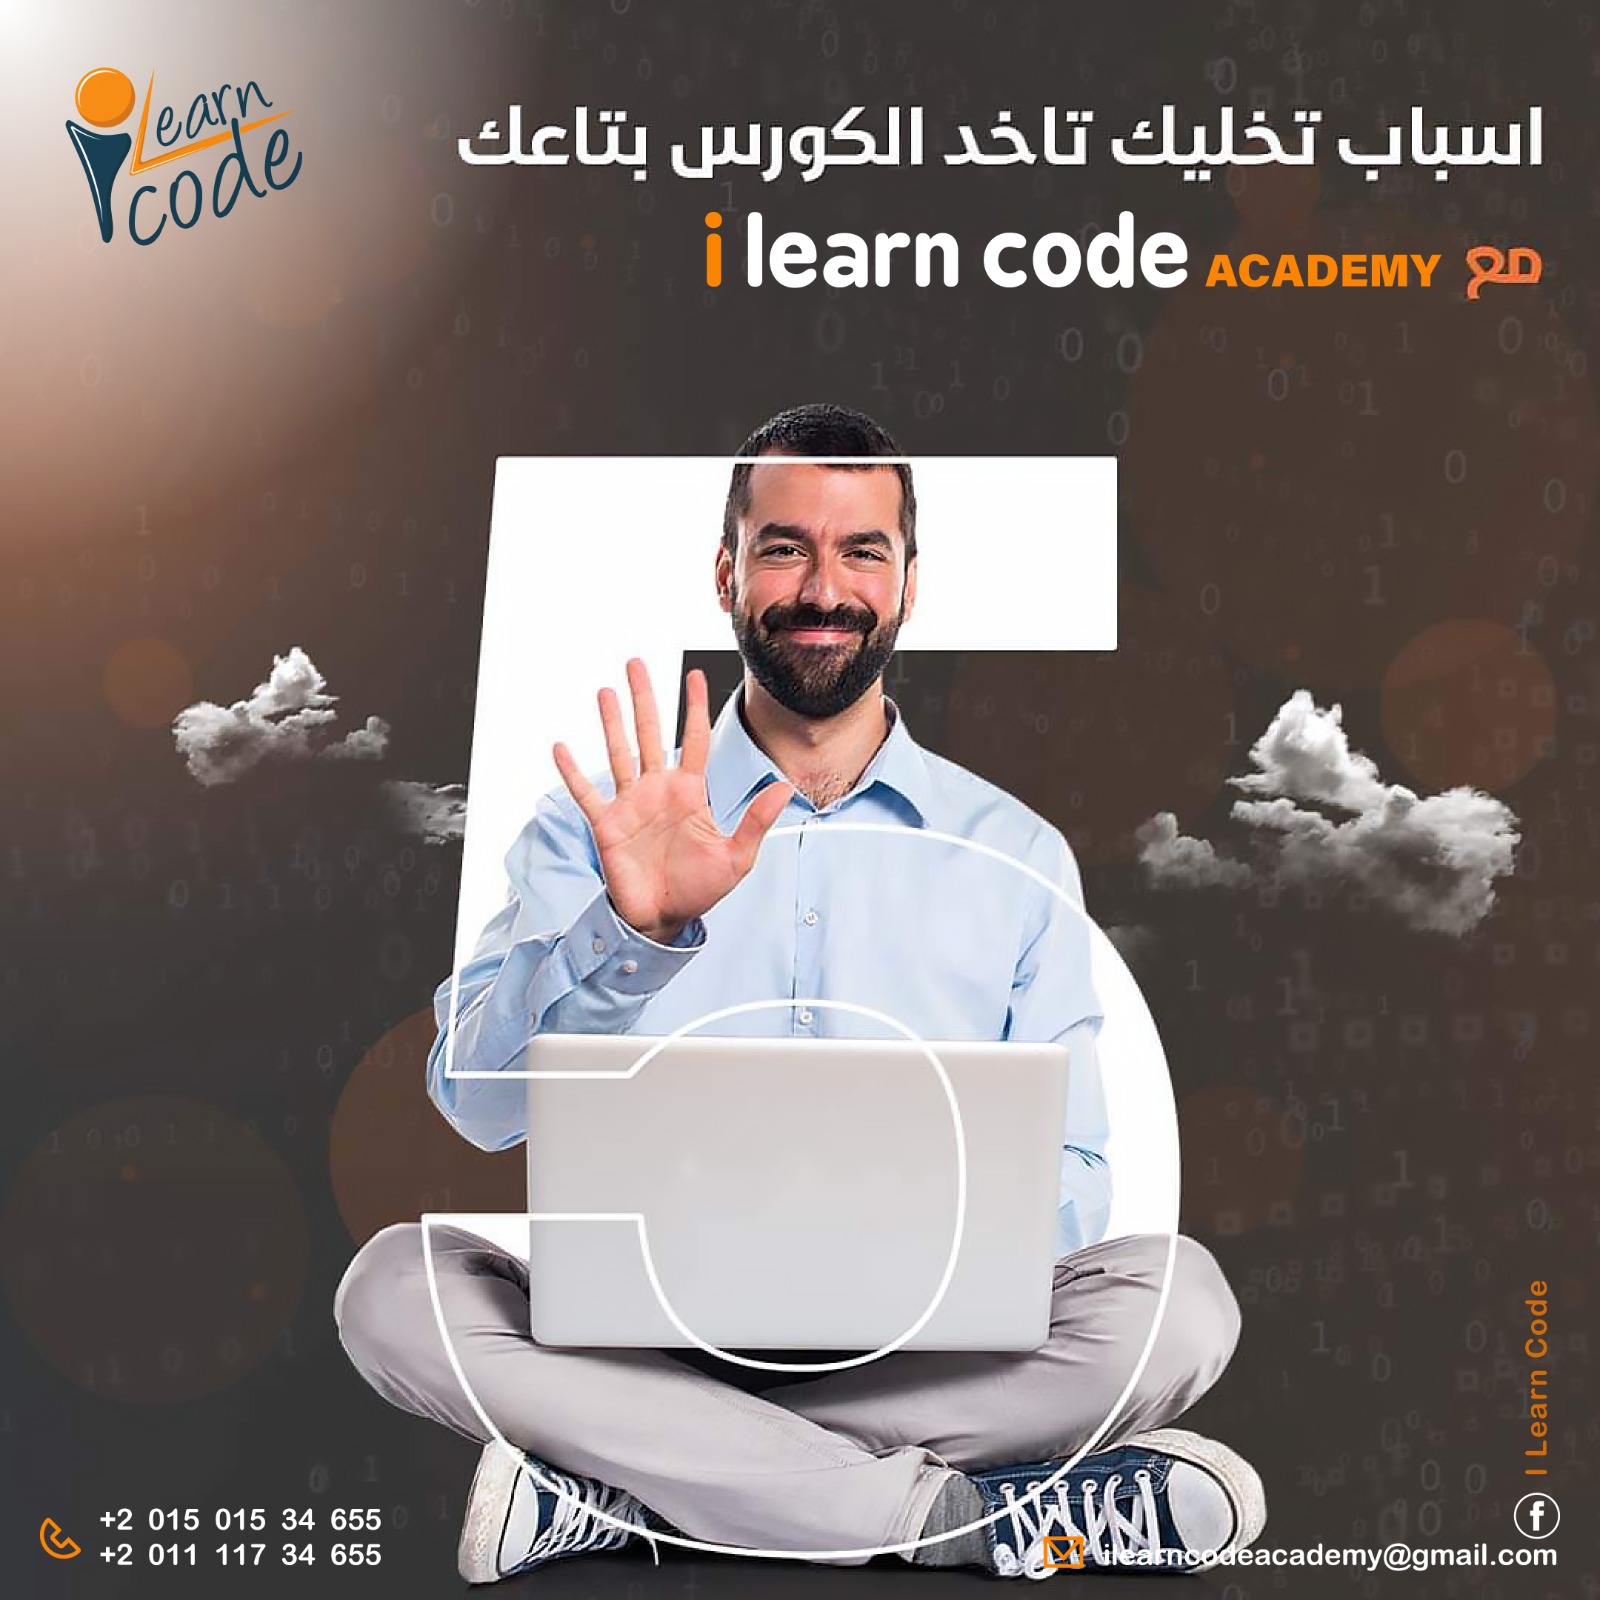 i Learn
code
اسباب تخليك تاخد الكورس بتاعك
مع i learn code ACADEMY
5
I Learn Code
+2 015 015 34 655
+2 011 117 34 655
f
ilearncodeacademy@gmail.com